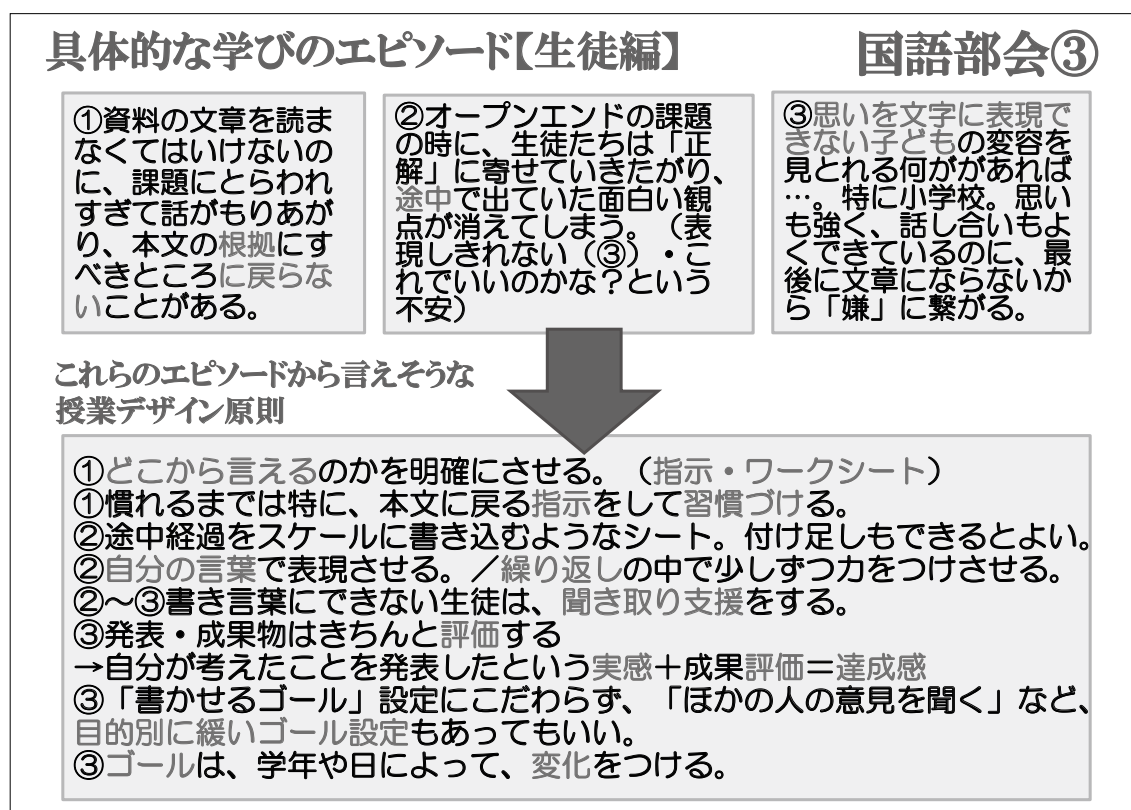 具体的な学びのエピソード【生徒編】
国語部会③
①資料の文章を読ま
なくてはいけないの
に、課題にとらわれ
すぎて話がもりあが
り、本文の根拠にす
べきところに戻らな
いことがある。
②オープンエンドの課題
の時に、生徒たちは「正
解」に寄せていきたがり、
途中で出ていた面白い観
点が消えてしまう。（表
現しきれない（③）・こ
れでいいのかな？という
不安）
③思いを文字に表現で
きない子どもの変容を
見とれる何ががあれば
…。特に小学校。思い
も強く、話し合いもよ
くできているのに、最
後に文章にならないか
ら「嫌」に繋がる。
これらのエピソードから言えそうな
授業デザイン原則
①どこから言えるのかを明確にさせる。（指示・ワークシート）
①慣れるまでは特に、本文に戻る指示をして習慣づける。
②途中経過をスケールに書き込むようなシート。付け足しもできるとよい。
②自分の言葉で表現させる。／繰り返しの中で少しずつ力をつけさせる。
②～③書き言葉にできない生徒は、聞き取り支援をする。
③発表・成果物はきちんと評価する
→自分が考えたことを発表したという実感＋成果評価＝達成感
③「書かせるゴール」設定にこだわらず、「ほかの人の意見を聞く」など、
目的別に緩いゴール設定もあってもいい。
③ゴールは、学年や日によって、変化をつける。